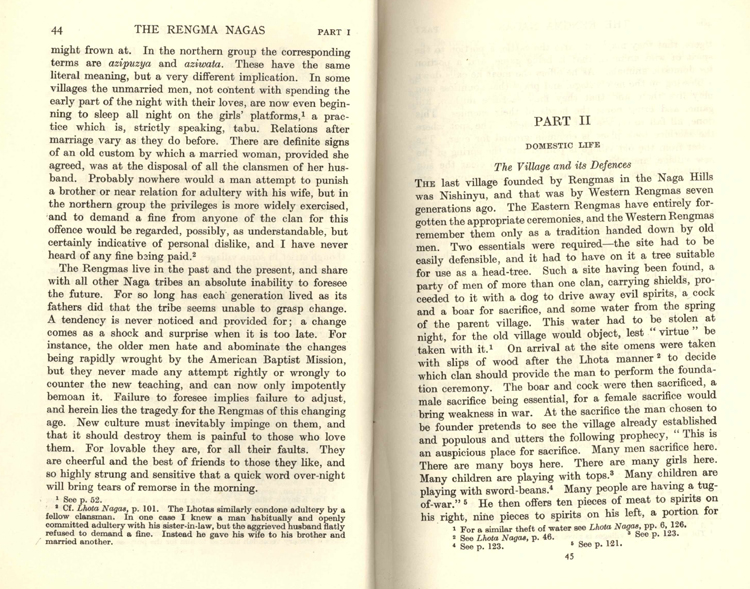 44 THE RENGMA NAGAS PART I
might frown at. In the northern group the corresponding
terms are azipuzya and aziwata. These have the same
literal meaning, but a very different implication. In some
villages the unmarried men, not content with spending the
early part of the night with their loves, are now even begin-
ning to sleep all night on the girls' platforms,¹ a prac-
tice which is, strictly speaking, tabu. Relations after
marriage vary as they do before. There are definite signs
of an old custom by which a married woman, provided she
agreed, was at the disposal of all the clansmen of her hus-
band. Probably nowhere would a man attempt to punish
a brother or near relation for adultery with his wife, but in
the northern group the privileges is more widely exercised,
and to demand a fine from anyone of the clan for this
offence would be regarded, possibly, as understandable, but
certainly indicative of personal dislike, and I have never
heard of any fine being paid.²
The Rengmas live in the past and the present, and share
with all other Naga tribes an absolute inability to foresee
the future. For so long has each generation lived as its
fathers did that the tribe seems unable to grasp change.
A tendency is never noticed and provided for; a change
comes as a shock and surprise when it is too late. For
instance, the older men hate and abominate the changes
being rapidly wrought by the American Baptist Mission,
but they never made any attempt rightly or wrongly to
counter the new teaching, and can now only impotently
bemoan it. Failure to foresee implies failure to adjust,
and herein lies the tragedy for the Rengmas of this changing
age. New culture must inevitably impinge on them, and
that it should destroy them is painful to those who love
them. For lovable they are, for all their faults. They
are cheerful and the best of friends to those they like, and
so highly strung and sensitive that a quick word over-night
will bring tears of remorse in the morning.
¹ See p. 52.
² Cf. Lhota Nagas, p. 101. The Lhotas similarly condone adultery by a
fellow clansman. In one case I knew a man habitually and openly
committed adultery with his sister-in-law, but the aggrieved husband flatly
refused to demand a fine. Instead he gave his wife to his brother and
married another.
PART II
DOMESTIC LIFE
The Village and its Defences
THE last village founded by Rengmas in the Naga Hills
was Nishinyu, and that was by Western Rengmas seven
generations ago. The Eastern Rengmas have entirely for-
gotten the appropriate ceremonies, and the Western Rengmas
remember them only as a tradition handed down by old
men. Two essentials were required—the site had to be
easily defensible, and it had to have on it a tree suitable
for use as a head-tree. Such a site having been found, a
party of men of more than one clan, carrying shields, pro-
ceeded to it with a dog to drive away evil spirits, a cock
and a boar for sacrifice, and some water from the spring
of the parent village. This water had to be stolen at
night, for the old village would object, lest "virtue" be
taken with it.¹ On arrival at the site omens were taken
with slips of wood after the Lhota manner² to decide
which clan should provide the man to perform the founda-
tion ceremony. The boar and cock were then sacrificed, a
male sacrifice being essential, for a female sacrifice would
bring weakness in war. At the sacrifice the man chosen to
be founder pretends to see the village already established
and populous and utters the following prophecy, "This is
an auspicious place for sacrifice. Many men sacrifice here.
There are many boys here. There are many girls here.
Many children are playing with tops.³ Many children are
playing with sword-beans.⁴ Many people are having a tug-
of-war."⁵ He then offers ten pieces of meat to spirits on
his right, nine pieces to spirits on his left, a portion for
¹ For a similar theft of water see Lhota Nagas, pp. 6, 126.
² See Lhota Nagas, p. 46. ³ See p. 123.
⁴ See p. 123. ⁵ See p. 121.
45